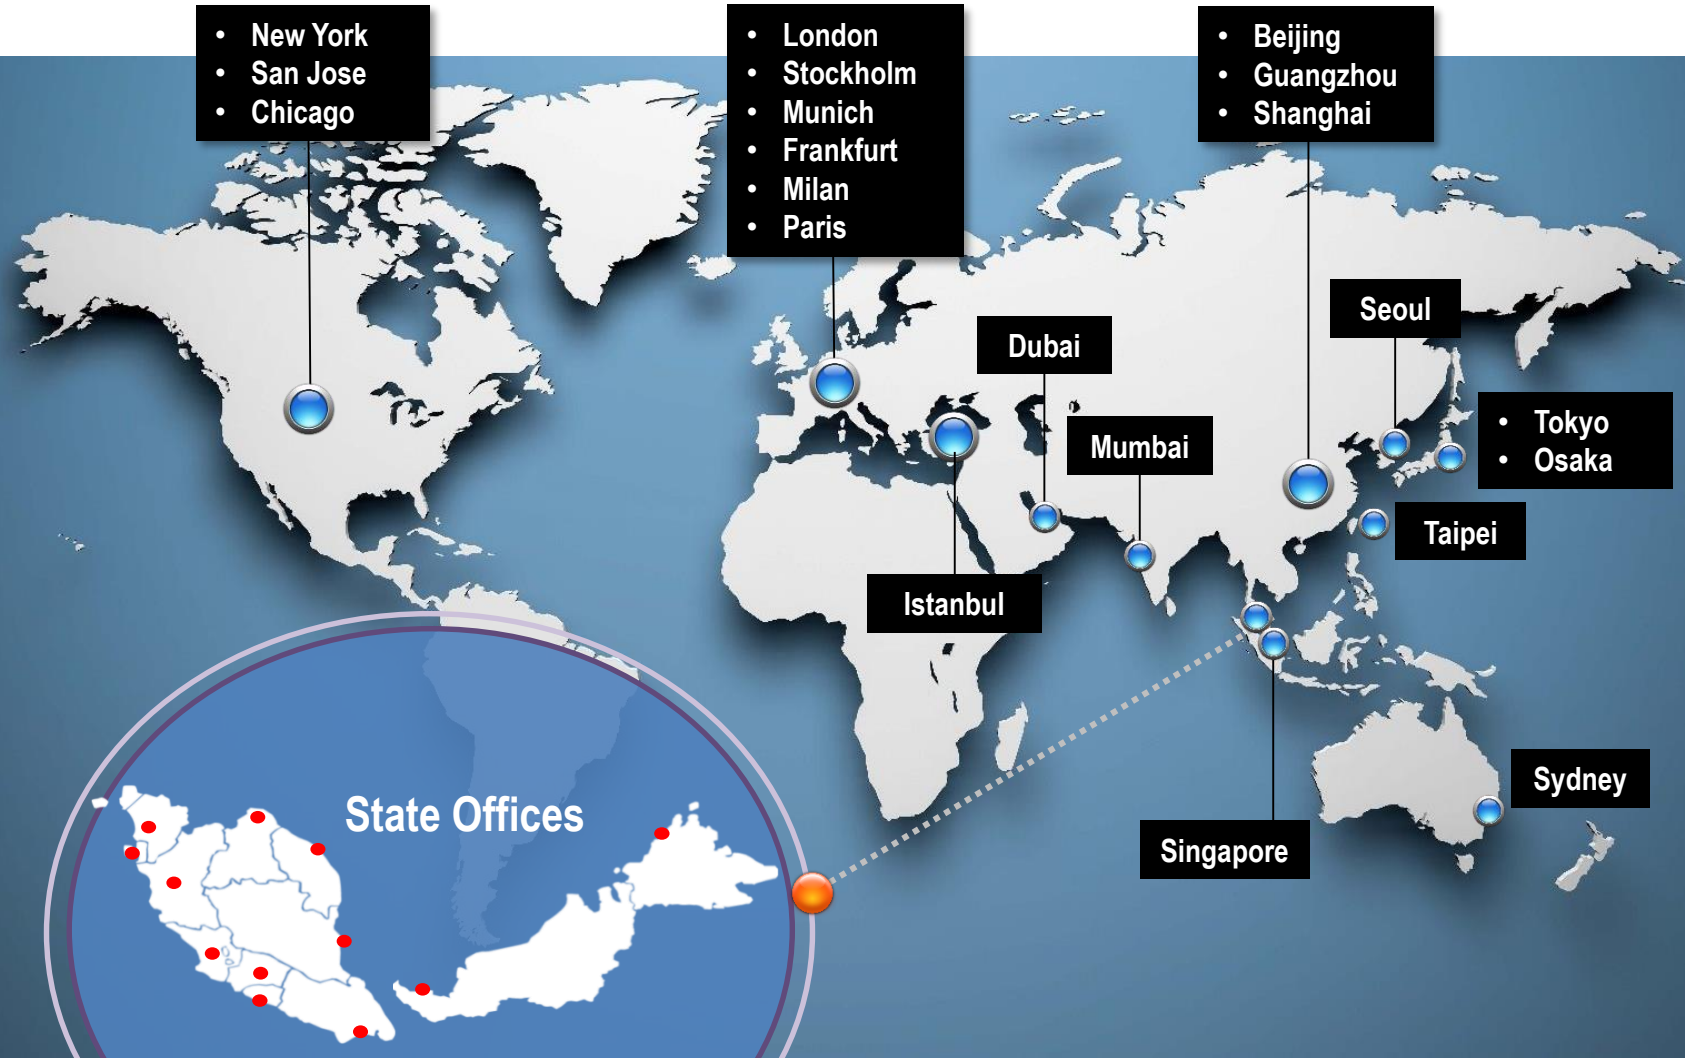 • New York
• San Jose
• Chicago
• London
• Stockholm
• Munich
• Frankfurt
• Milan
• Paris
• Beijing
• Guangzhou
• Shanghai
Seoul
Dubai
• Tokyo
• Osaka
Mumbai
Taipei
Istanbul
Sydney
State Offices
Singapore